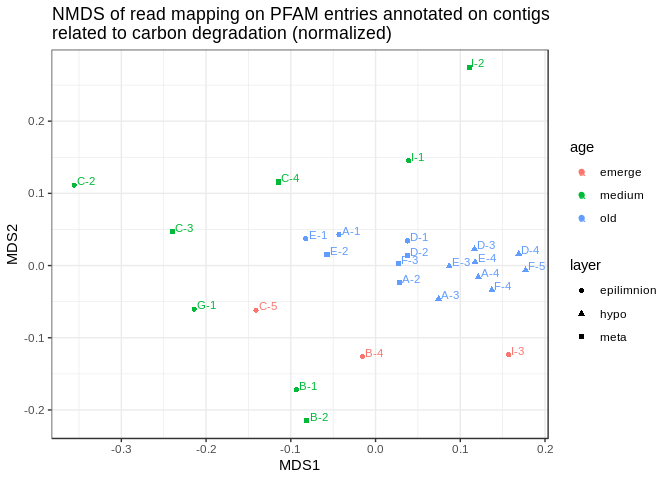 NMDS of read mapping on PFAM entries annotated on contigs
related to carbon degradation (normalized)
I-2
I-1
C-2
C-4
C-3
E-1
A-1
D-1
E-2
D-2
F-3
A-2
D-3
D-4
E-3
E-4
F-5
A-4
F-4
A-3
G-1
C-5
B-4
I-3
B-1
B-2
0.2
0.1
0.0
-0.1
-0.2
MDS2
-0.3
-0.2
-0.1
0.0
0.1
0.2
MDS1
age
emerge
medium
old
layer
epilimnion
hypo
meta